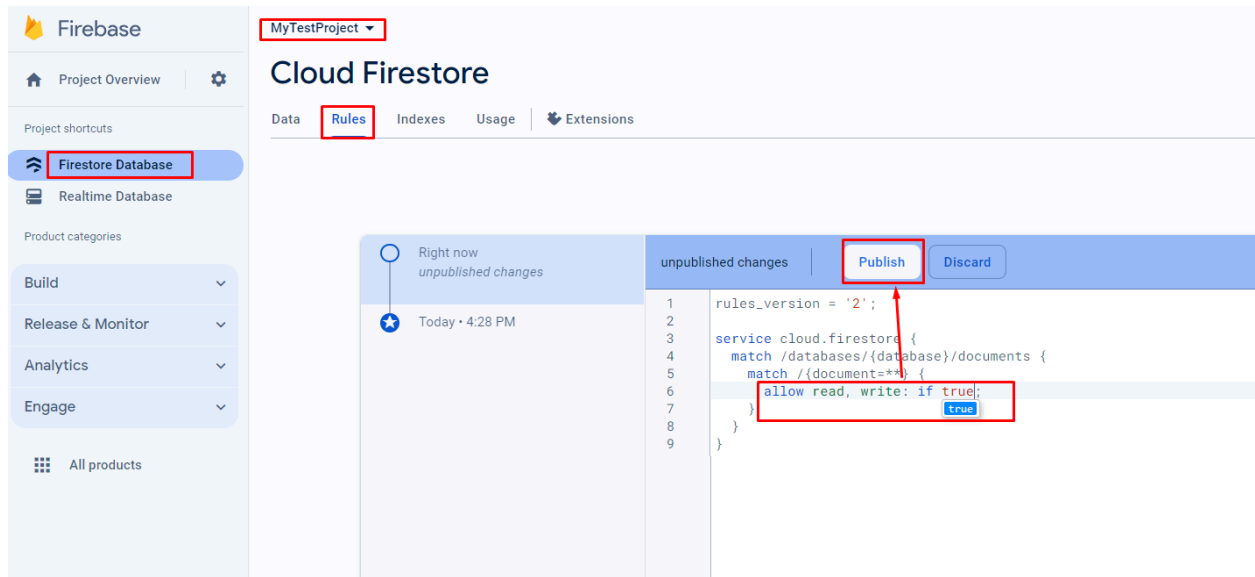 Firebase
MyTestProject
Project Overview
Cloud Firestore
Data Rules Indexes Usage Extensions
Project shortcuts
Firestore Database
Realtime Database
Product categories
Build
Release & Monitor
Analytics
Engage
All products
Right now
unpublished changes
Today • 4:28 PM
unpublished changes Publish Discard
1 rules_version = '2';
2
3 service cloud.firestore {
4 match /databases/{database}/documents {
5 match /{document=**} {
6 allow read, write: if true;
true
7 }
8 }
9 }